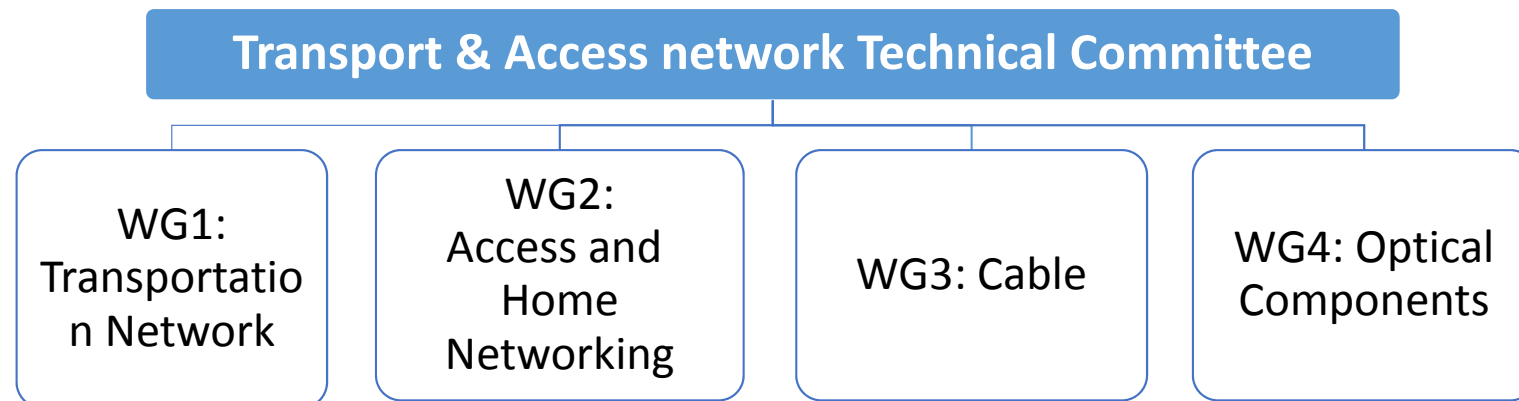 Transport & Access network Technical Committee
WG1:
Transportatio
n Network
WG2:
Access and
Home
Networking
WG3: Cable
WG4: Optical
Components